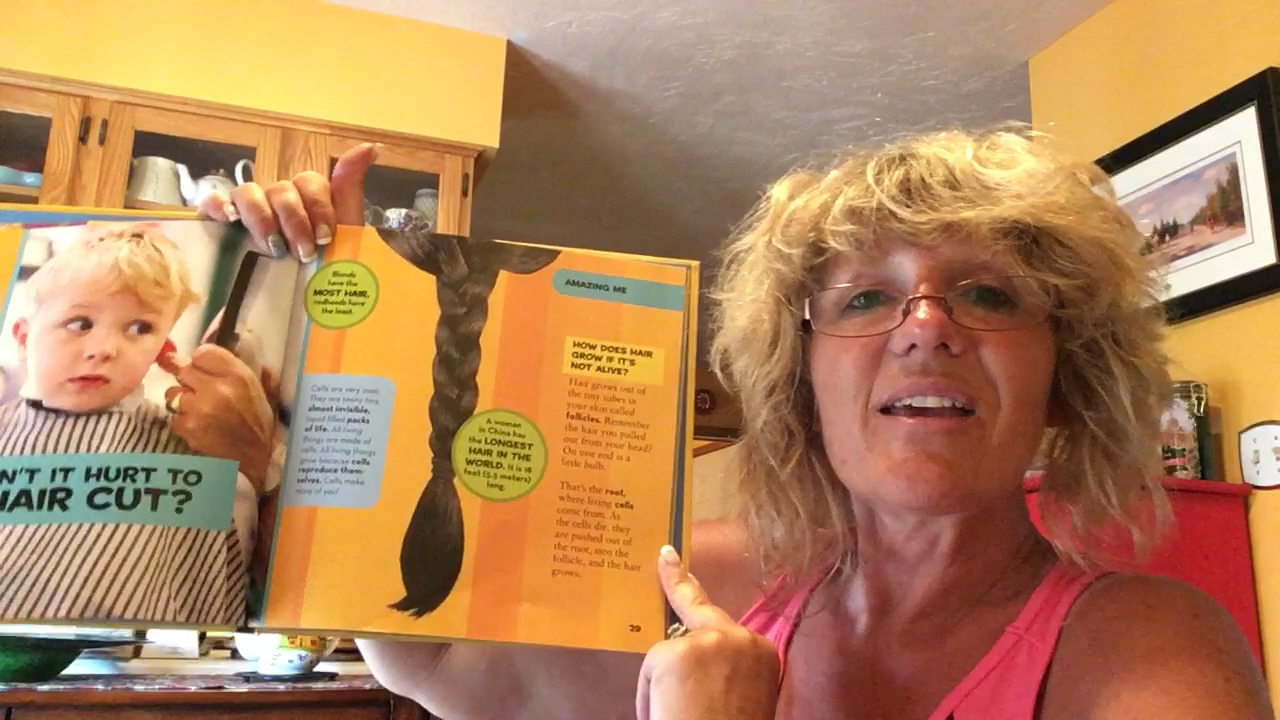 N'T IT HURT TO
HAIR CUT?
Blonds
have the
MOST HAIR,
redheads have
the least.
Cells are very small.
They are teeny tiny,
almost invisible,
liquid-filled packs
of life. All living
things are made of
cells. All living things
grow because cells
reproduce them-
selves. Cells make
more of you!
A woman
in China has
the LONGEST
HAIR IN THE
WORLD. It is 18
feet (5.5 meters)
long.
AMAZING ME
HOW DOES HAIR
GROW IF IT'S
NOT ALIVE?
Hair grows out of
the tiny tubes in
your skin called
follicles. Remember
the hair you pulled
out from your head?
On one end is a
little bulb.
That's the root,
where living cells
come from. As
the cells die, they
are pushed out of
the root, into the
follicle, and the hair
grows.
29